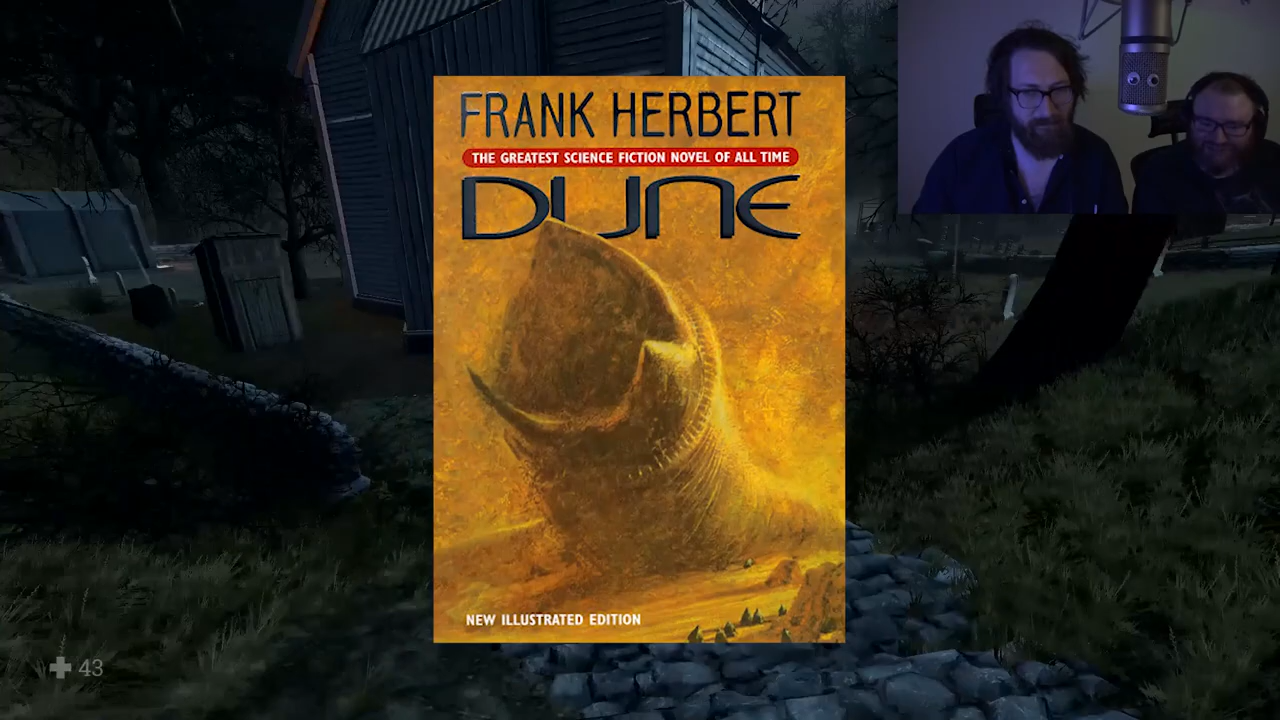 FRANK HERBERT
THE GREATEST SCIENCE FICTION NOVEL OF ALL TIME
DUNE
NEW ILLUSTRATED EDITION
43